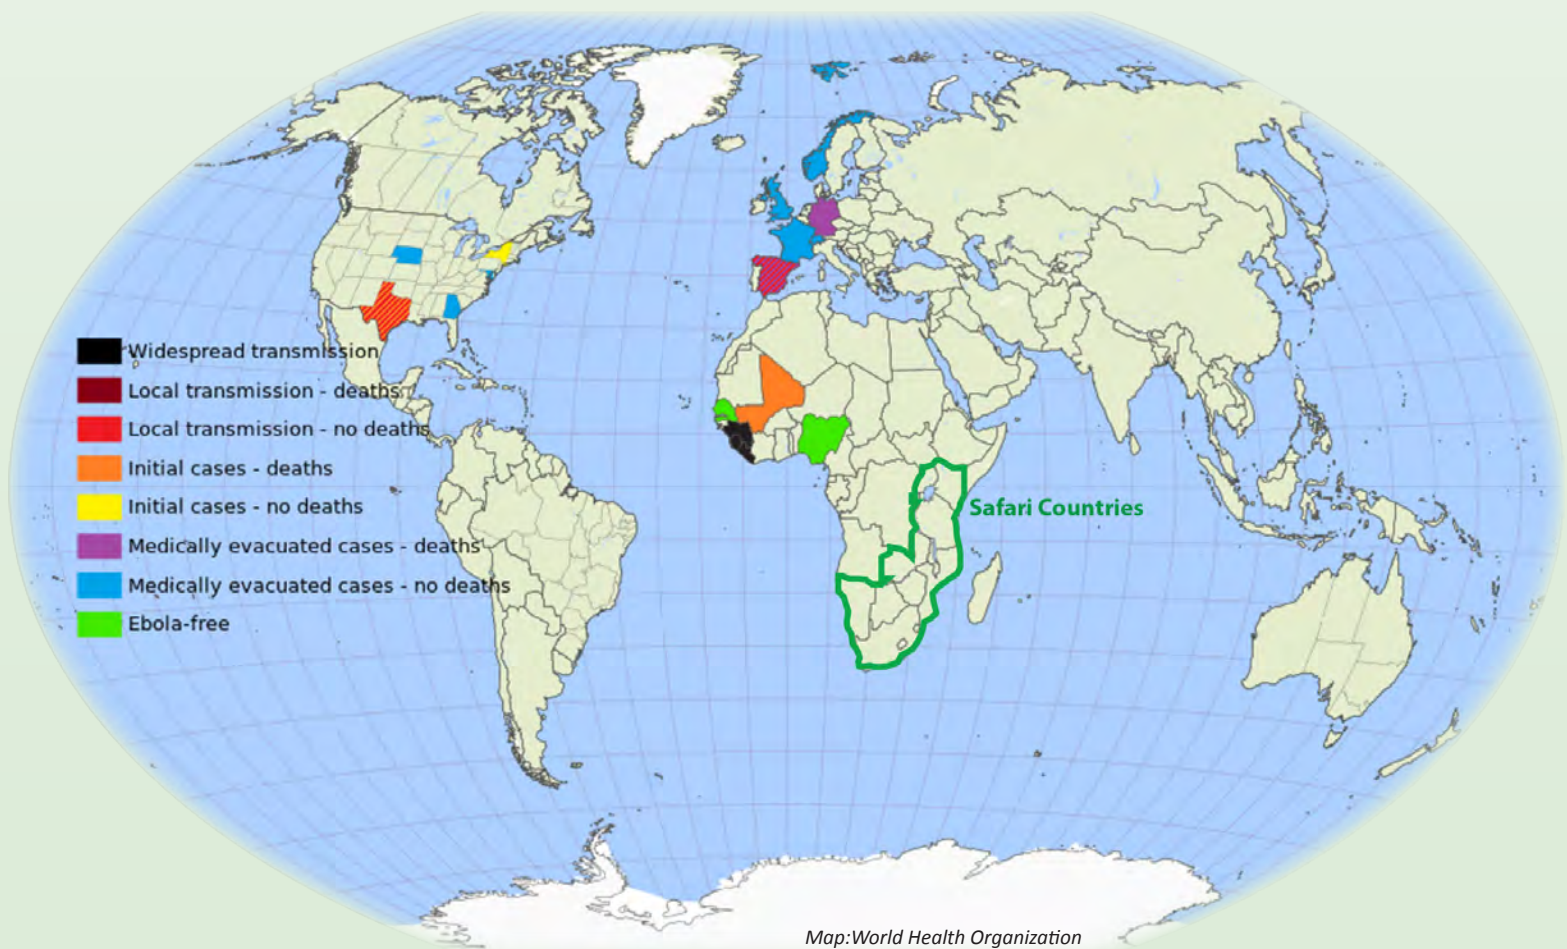 Widespread transmission
Local transmission - deaths
Local transmission - no deaths
Initial cases - deaths
Initial cases - no deaths
Medically evacuated cases - deaths
Medically evacuated cases - no deaths
Ebola-free
Safari Countries
Map:World Health Organization